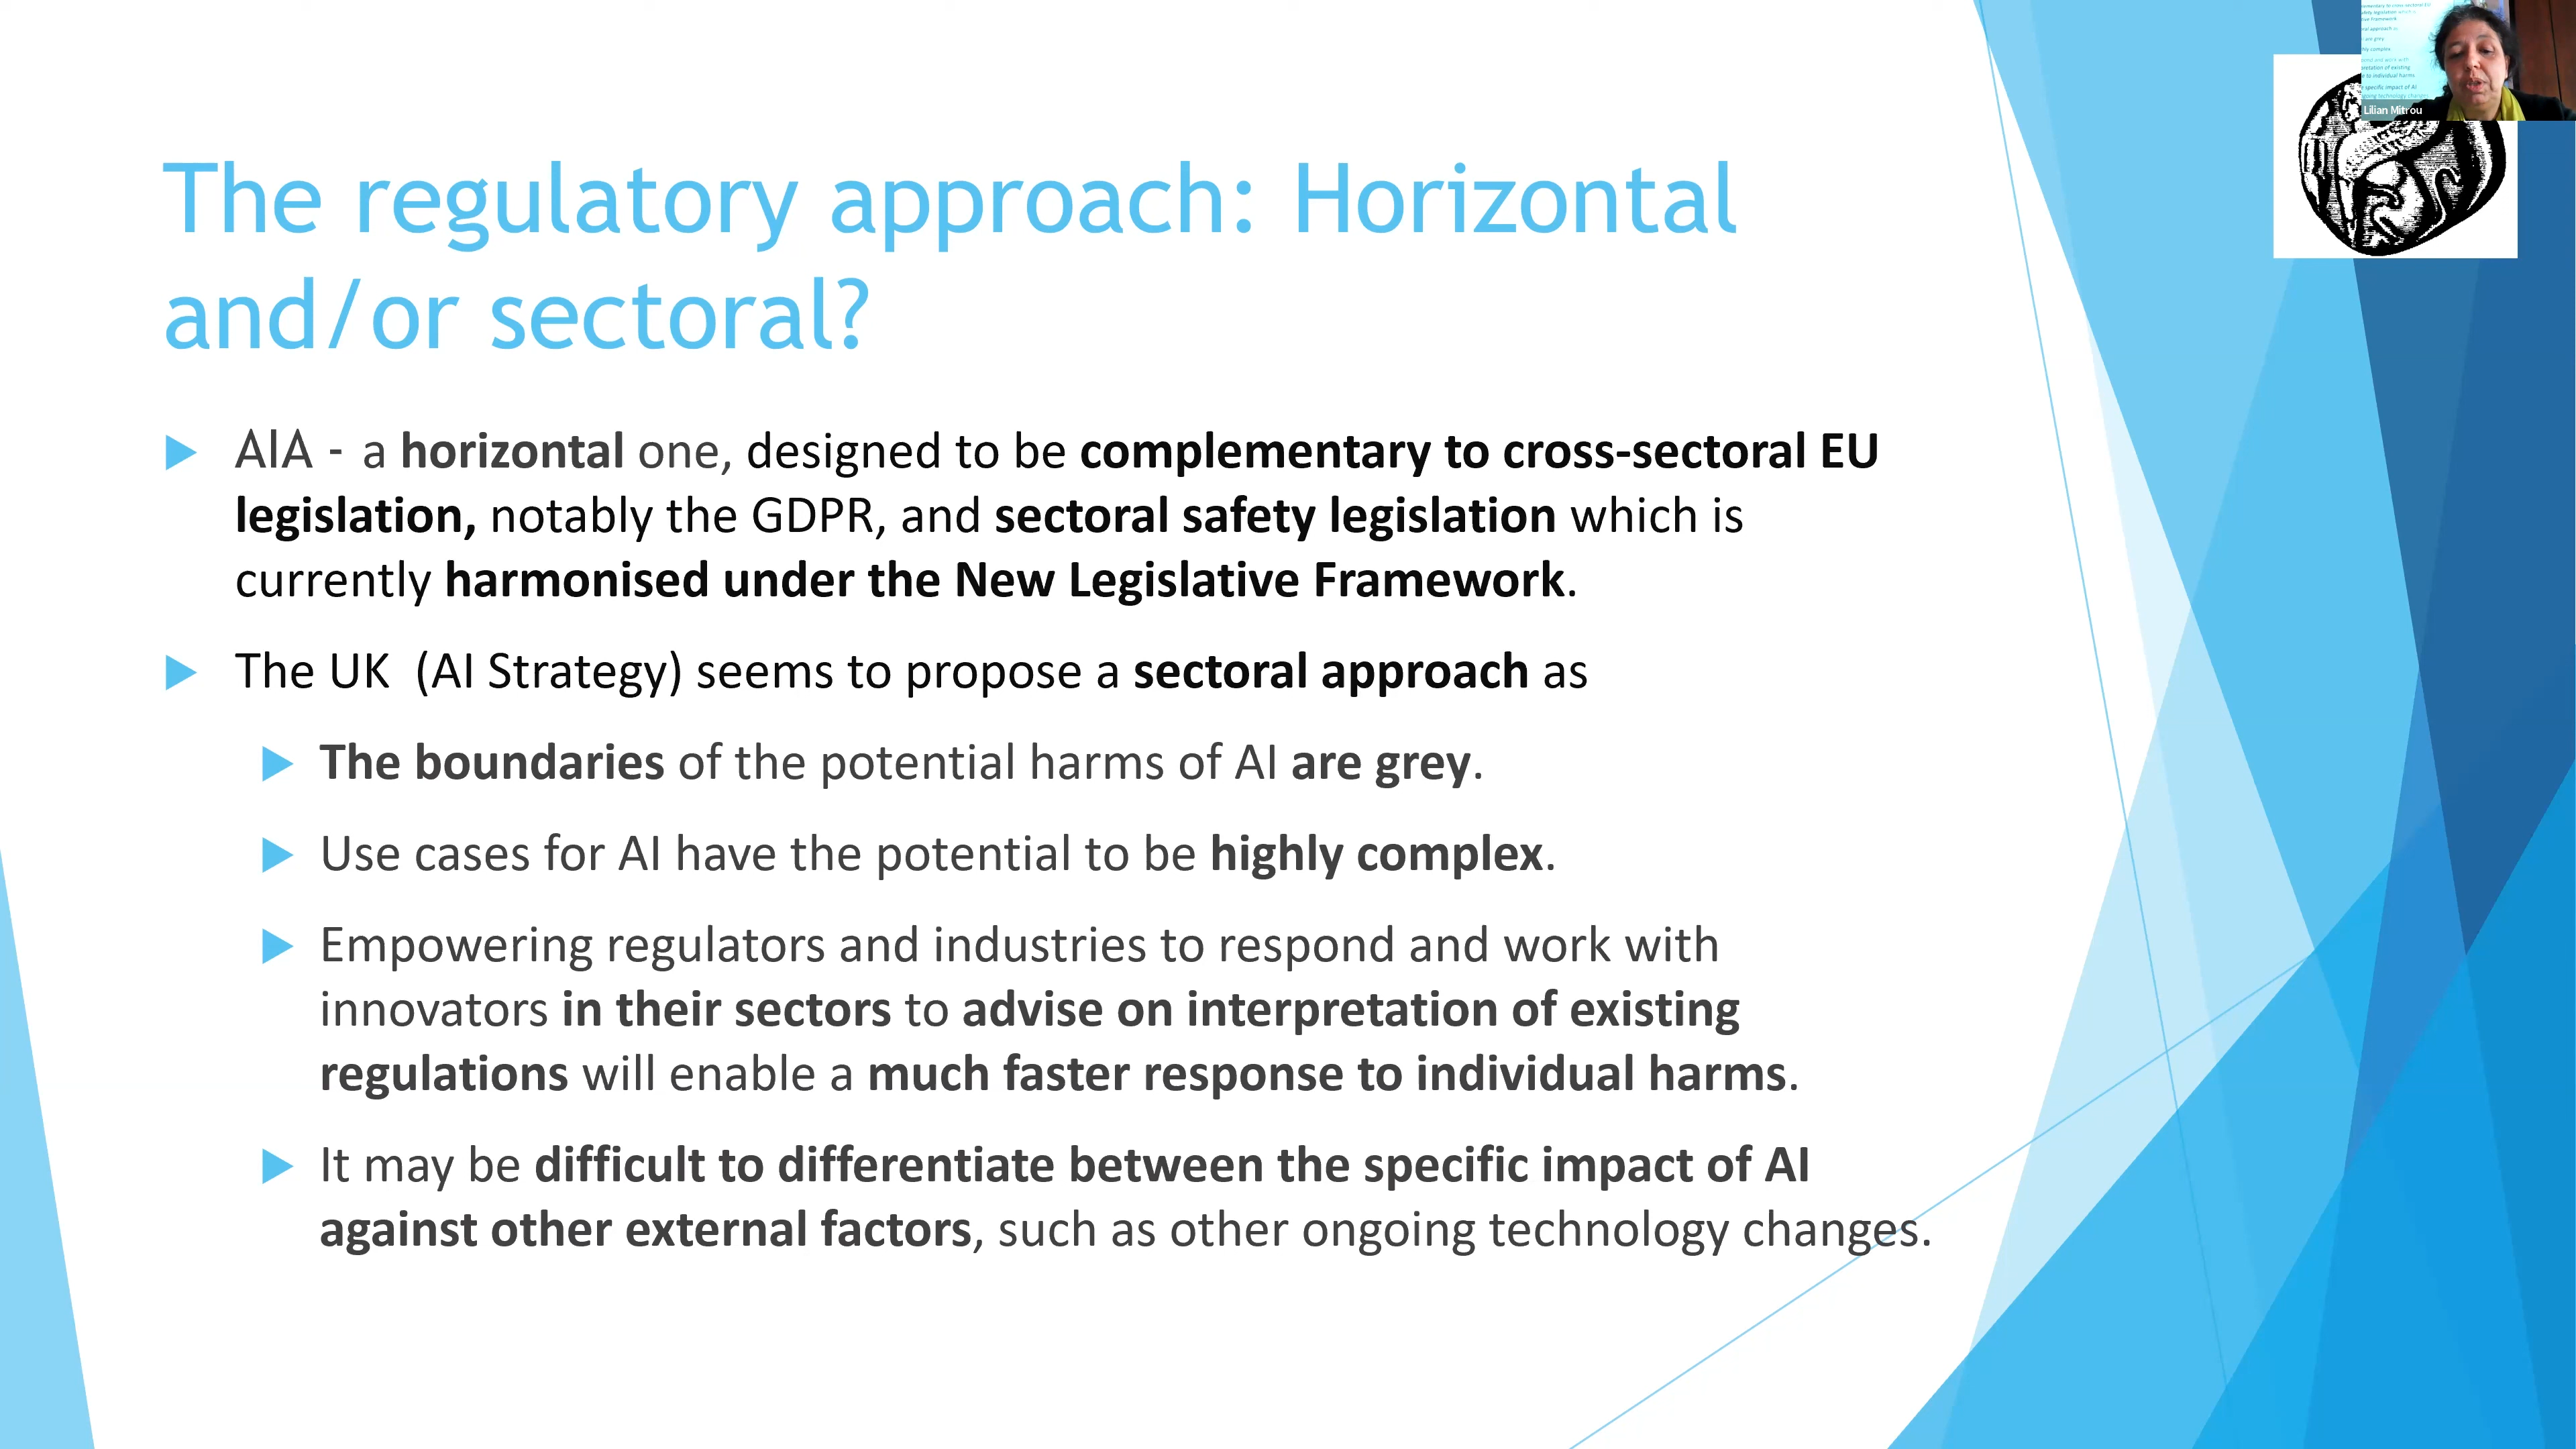 The regulatory approach: Horizontal
and/or sectoral?
AIA - a horizontal one, designed to be complementary to cross-sectoral EU
legislation, notably the GDPR, and sectoral safety legislation which is
currently harmonised under the New Legislative Framework.
The UK (AI Strategy) seems to propose a sectoral approach as
The boundaries of the potential harms of AI are grey.
Use cases for AI have the potential to be highly complex.
Empowering regulators and industries to respond and work with
innovators in their sectors to advise on interpretation of existing
regulations will enable a much faster response to individual harms.
It may be difficult to differentiate between the specific impact of AI
against other external factors, such as other ongoing technology changes.
Lilian Mitrou